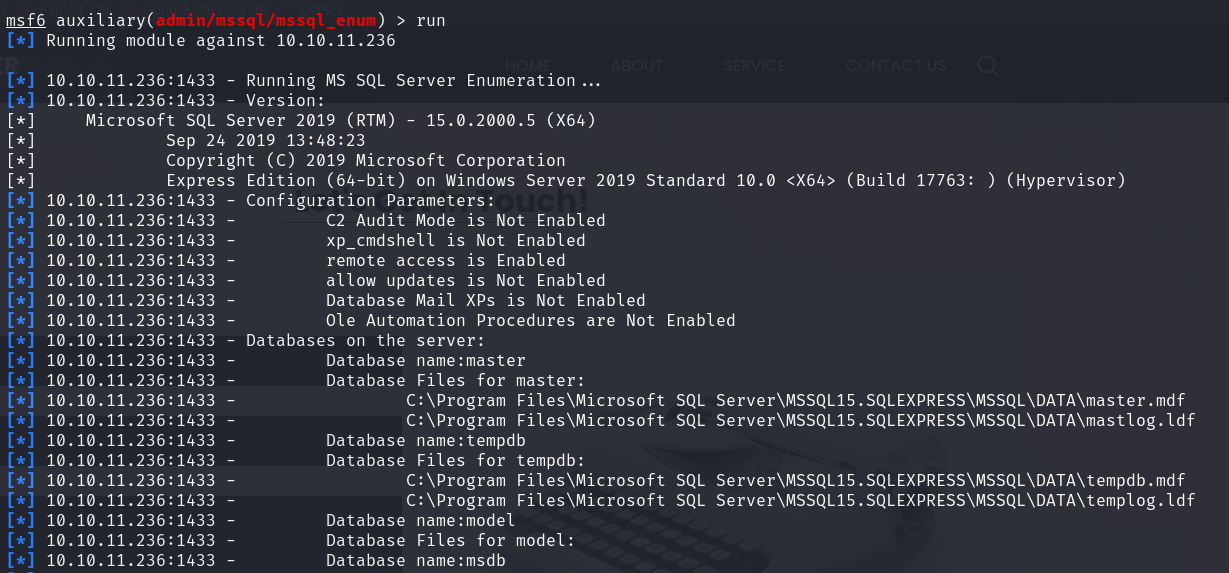 Exploit-DB Google Hacking DB OffSec
msf6 auxiliary(admin/mssql/mssql_enum) > run
[*] Running module against 10.10.11.236
HOME ABOUT SERVICE CONTACT US
[*] 10.10.11.236:1433 - Running MS SQL Server Enumeration...
[*] 10.10.11.236:1433 - Version:
[*] Microsoft SQL Server 2019 (RTM) - 15.0.2000.5 (X64)
[*] Sep 24 2019 13:48:23
[*] Copyright (C) 2019 Microsoft Corporation
[*] Express Edition (64-bit) on Windows Server 2019 Standard 10.0 <X64> (Build 17763: ) (Hypervisor)
[*] 10.10.11.236:1433 - Configuration Parameters:
Let's Get In Touch!
[*] 10.10.11.236:1433 - C2 Audit Mode is Not Enabled
[*] 10.10.11.236:1433 - xp_cmdshell is Not Enabled
[*] 10.10.11.236:1433 - remote access is Enabled
[*] 10.10.11.236:1433 - allow updates is Not Enabled
[*] 10.10.11.236:1433 - Database Mail XPs is Not Enabled
[*] 10.10.11.236:1433 - Ole Automation Procedures are Not Enabled
[*] 10.10.11.236:1433 - Databases on the server:
[*] 10.10.11.236:1433 - Database name:master
[*] 10.10.11.236:1433 - Database Files for master:
[*] 10.10.11.236:1433 - C:\Program Files\Microsoft SQL Server\MSSQL15.SQLEXPRESS\MSSQL\DATA\master.mdf
[*] 10.10.11.236:1433 - C:\Program Files\Microsoft SQL Server\MSSQL15.SQLEXPRESS\MSSQL\DATA\mastlog.ldf
[*] 10.10.11.236:1433 - Database name:tempdb
[*] 10.10.11.236:1433 - Database Files for tempdb:
[*] 10.10.11.236:1433 - C:\Program Files\Microsoft SQL Server\MSSQL15.SQLEXPRESS\MSSQL\DATA\tempdb.mdf
[*] 10.10.11.236:1433 - C:\Program Files\Microsoft SQL Server\MSSQL15.SQLEXPRESS\MSSQL\DATA\templog.ldf
[*] 10.10.11.236:1433 - Database name:model
[*] 10.10.11.236:1433 - Database Files for model:
[*] 10.10.11.236:1433 - Database name:msdb